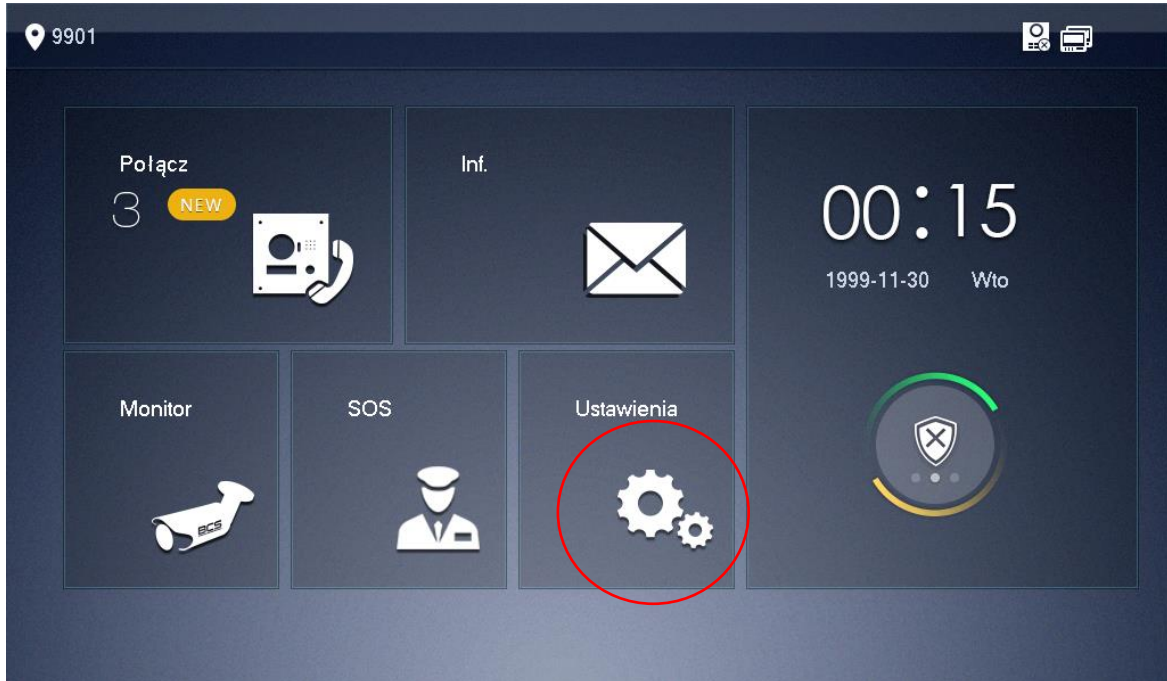 9901
Połącz
3 NEW
Inf.
00:15
1999-11-30 Wto
Monitor
BCS
SOS
Ustawienia